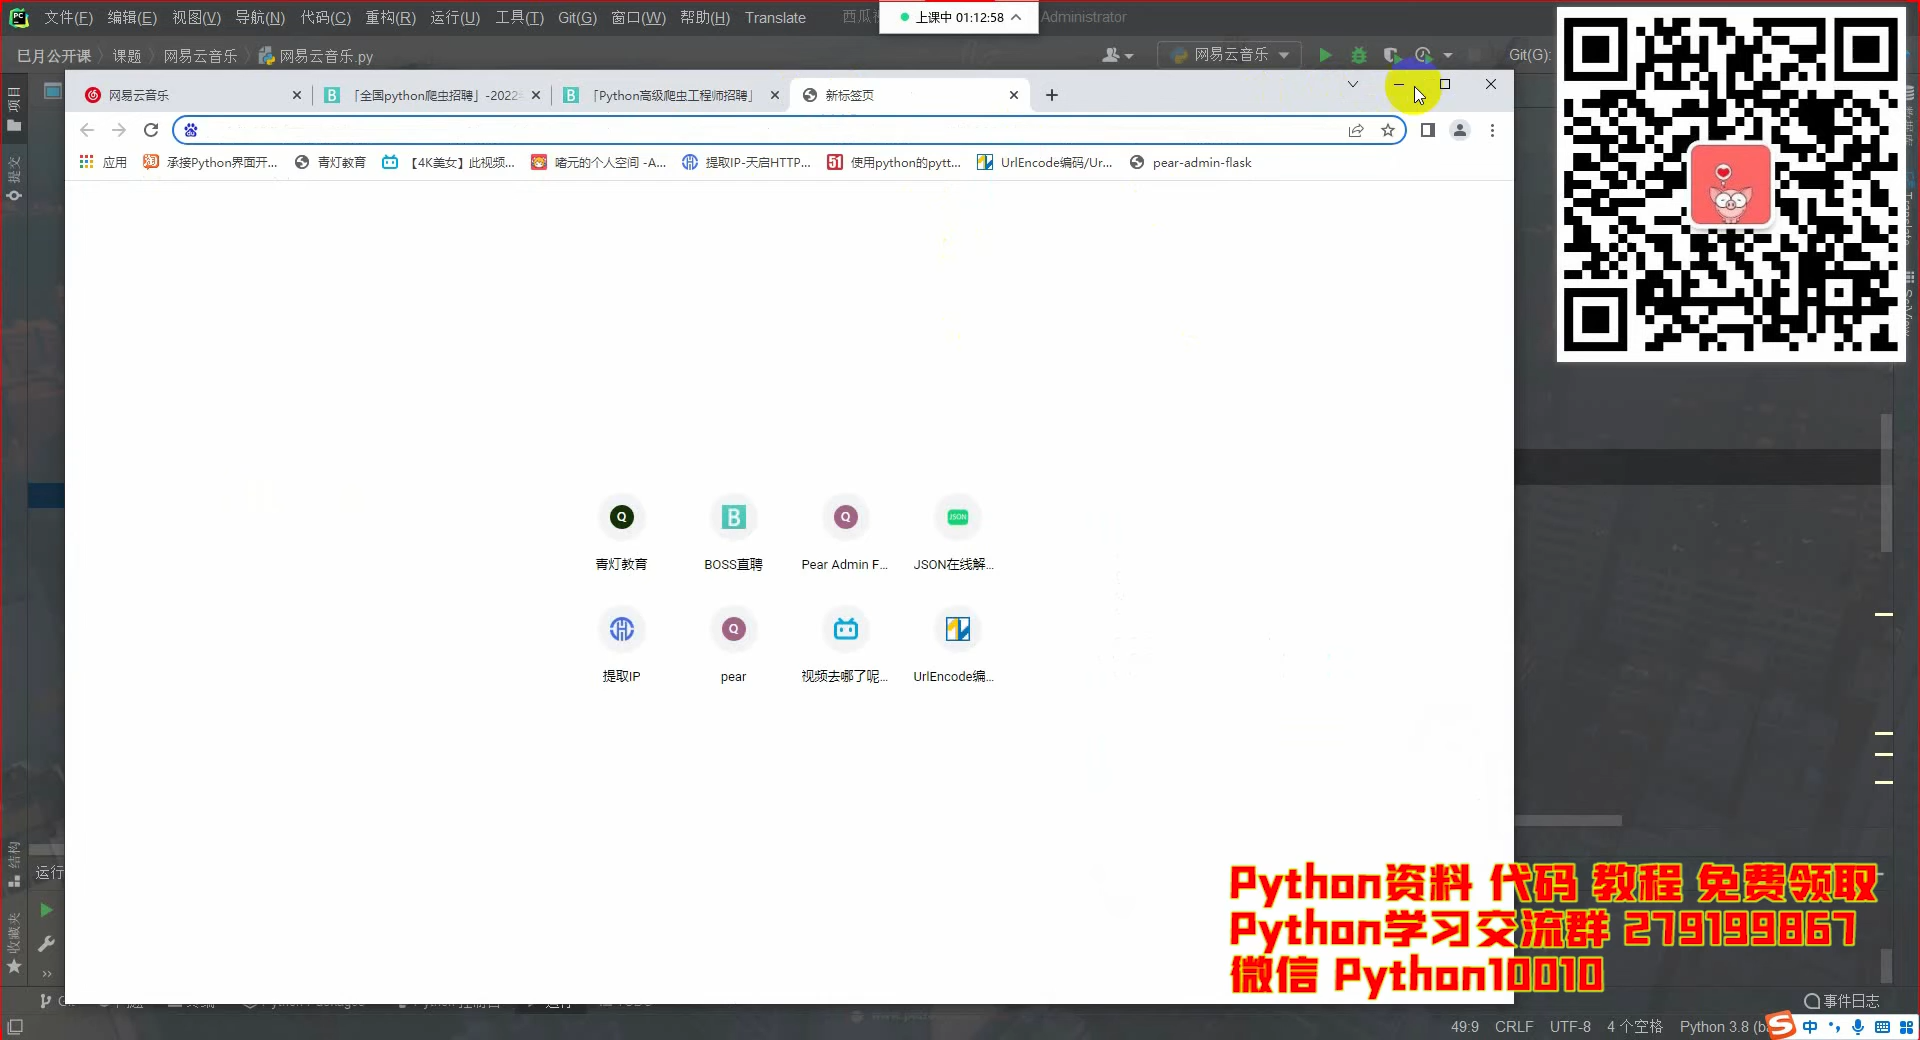 文件(F) 编辑(E) 视图(V) 导航(N) 代码(C) 重构(R) 运行(U) 工具(T) Git(G) 窗口(W) 帮助(H) Translate
上课中 01:12:58
Administrator
巳月公开课 课题 网易云音乐 网易云音乐.py
网易云音乐
Git(G):
项目
提交
结构
收藏夹
网易云音乐
「全国python爬虫招聘」-2022
「Python高级爬虫工程师招聘」
新标签页
应用
承接Python界面开...
青灯教育
【4K美女】此视频...
啫元的个人空间 -A...
提取IP-天启HTTP...
使用python的pytt...
UrlEncode编码/Ur...
pear-admin-flask
青灯教育
BOSS直聘
Pear Admin F...
JSON在线解...
提取IP
pear
视频去哪了呢...
UrlEncode编...
运行
Python资料 代码 教程 免费领取
Python学习交流群 279199867
微信 Python10010
事件日志
49:9 CRLF UTF-8 4 个空格 Python 3.8
中